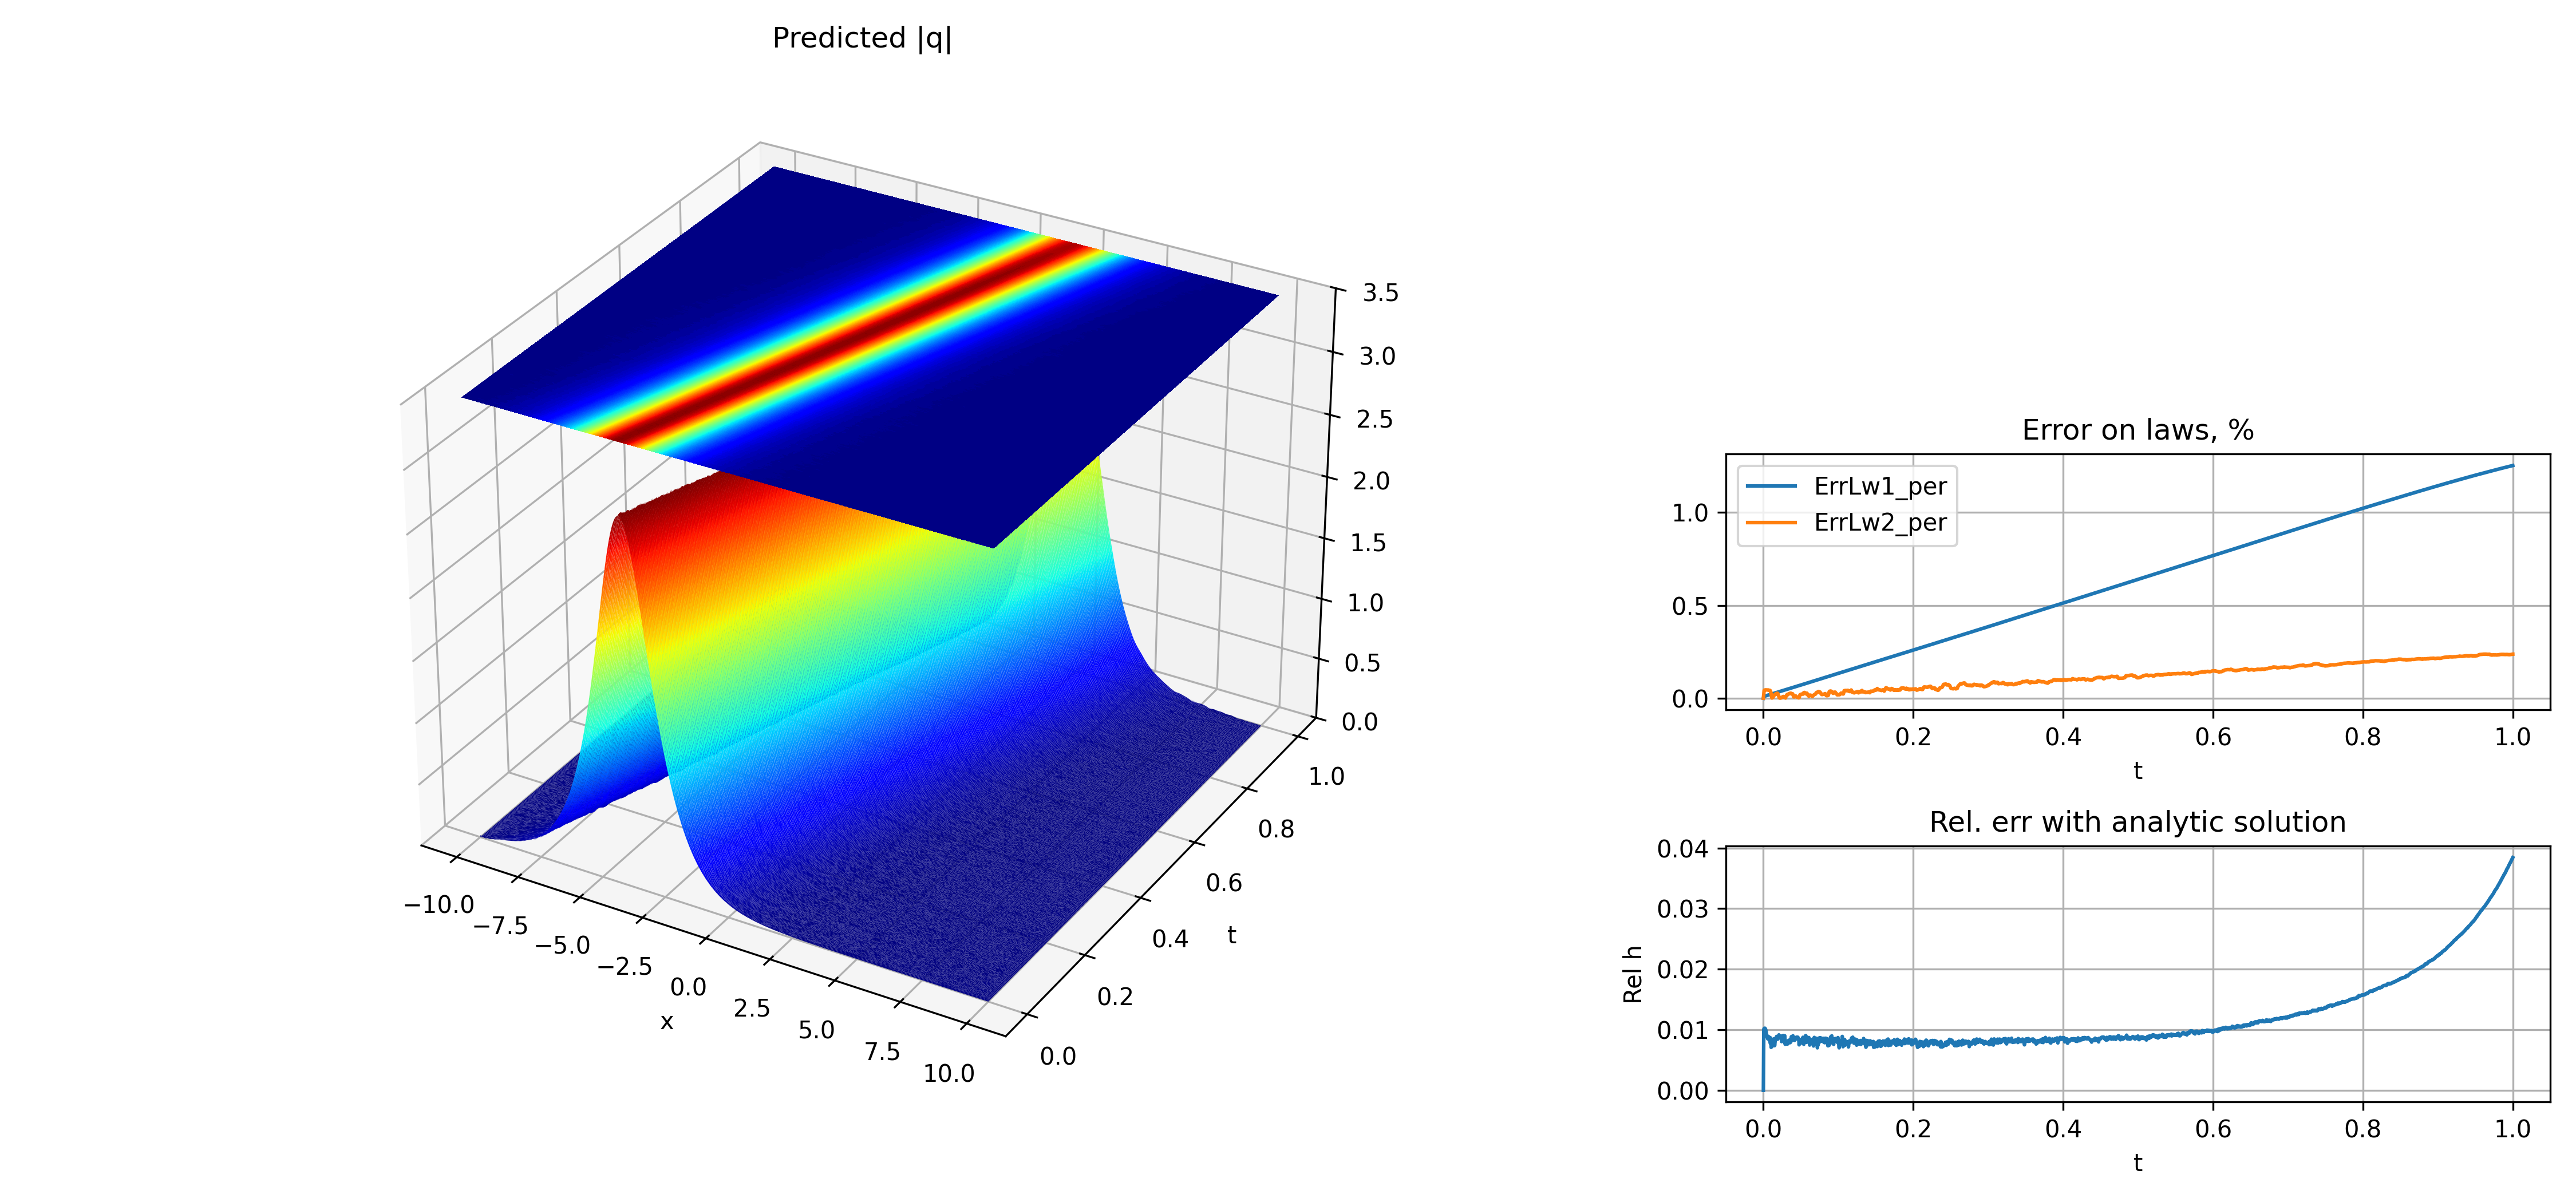 Predicted |q|
3.5
3.0
2.5
2.0
1.5
1.0
0.5
0.0
−10.0
−7.5
−5.0
−2.5
0.0
2.5
5.0
7.5
10.0
x
0.0
0.2
0.4
0.6
0.8
1.0
t
Error on laws, %
ErrLw1_per
ErrLw2_per
1.0
0.5
0.0
0.0 0.2 0.4 0.6 0.8 1.0
t
Rel. err with analytic solution
Rel h
0.04
0.03
0.02
0.01
0.00
0.0 0.2 0.4 0.6 0.8 1.0
t